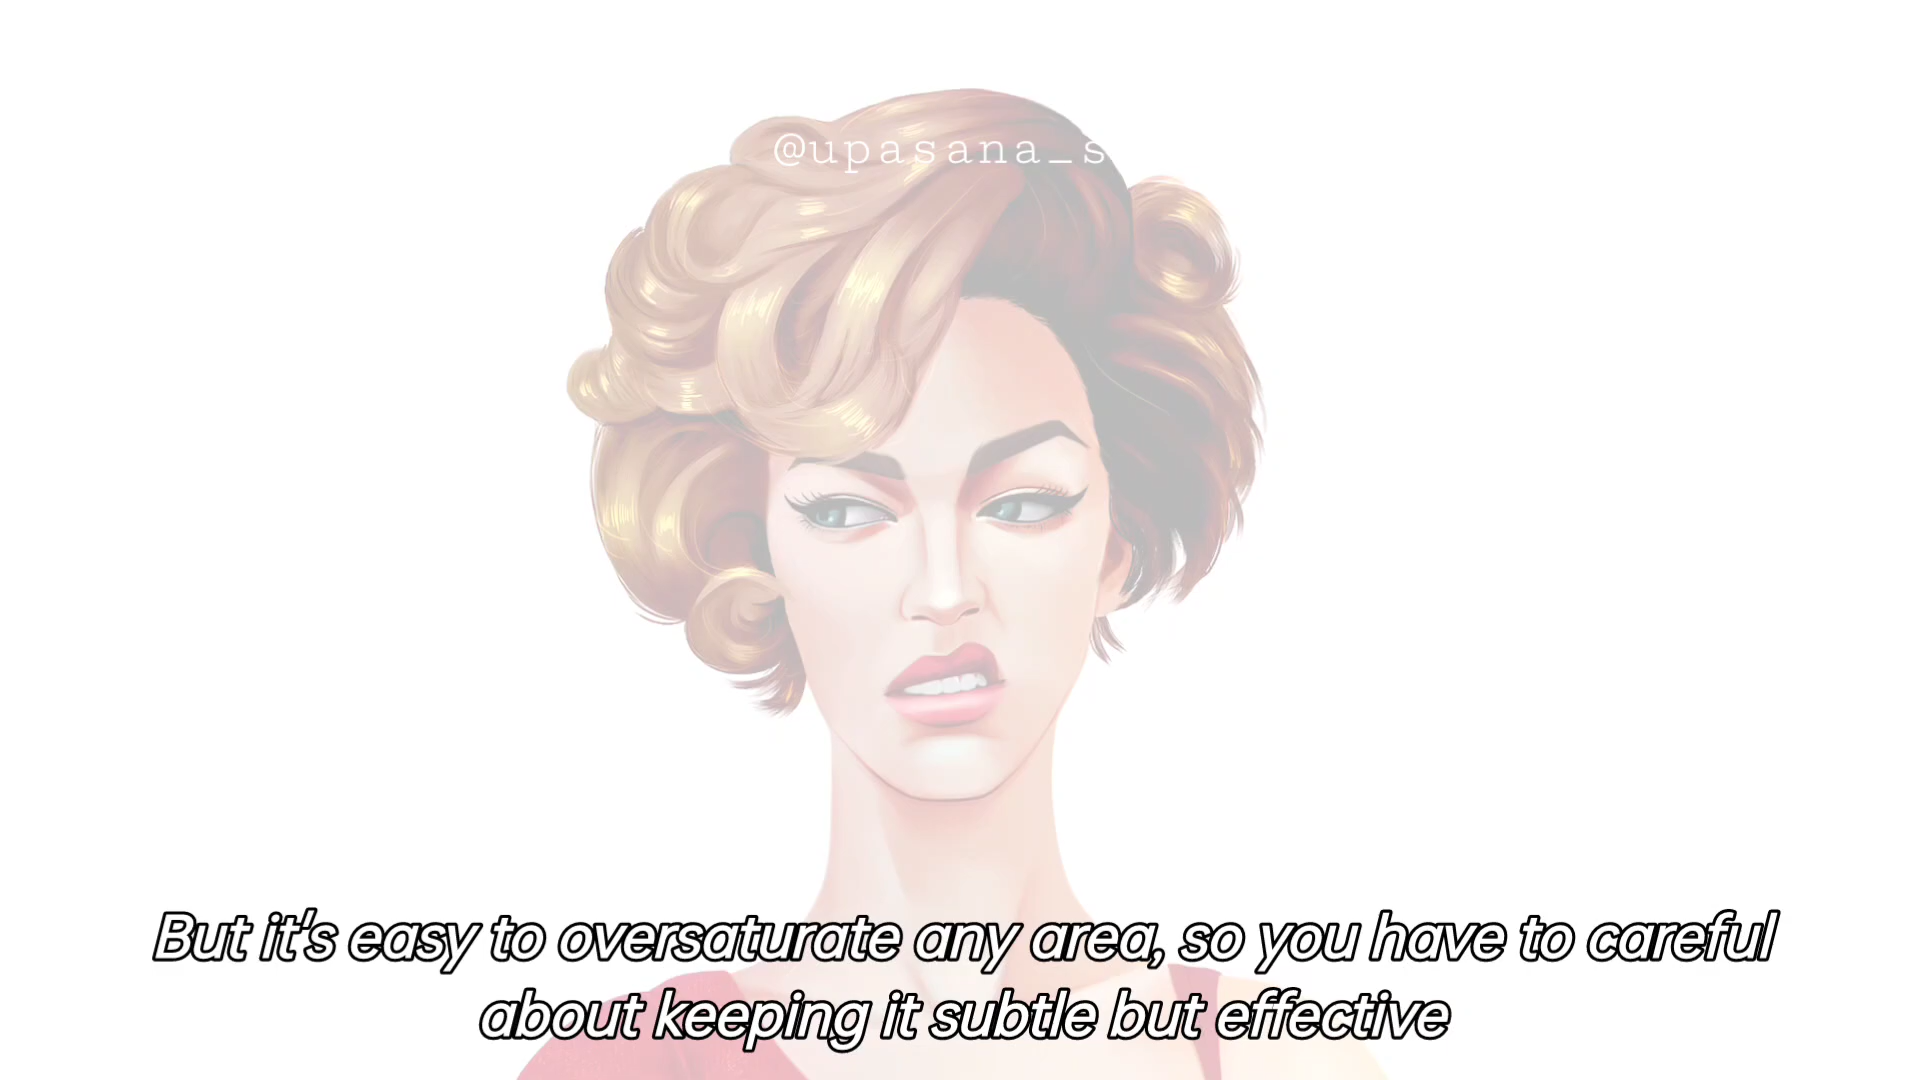 @upasana_s
But it's easy to oversaturate any area, so you have to careful
about keeping it subtle but effective